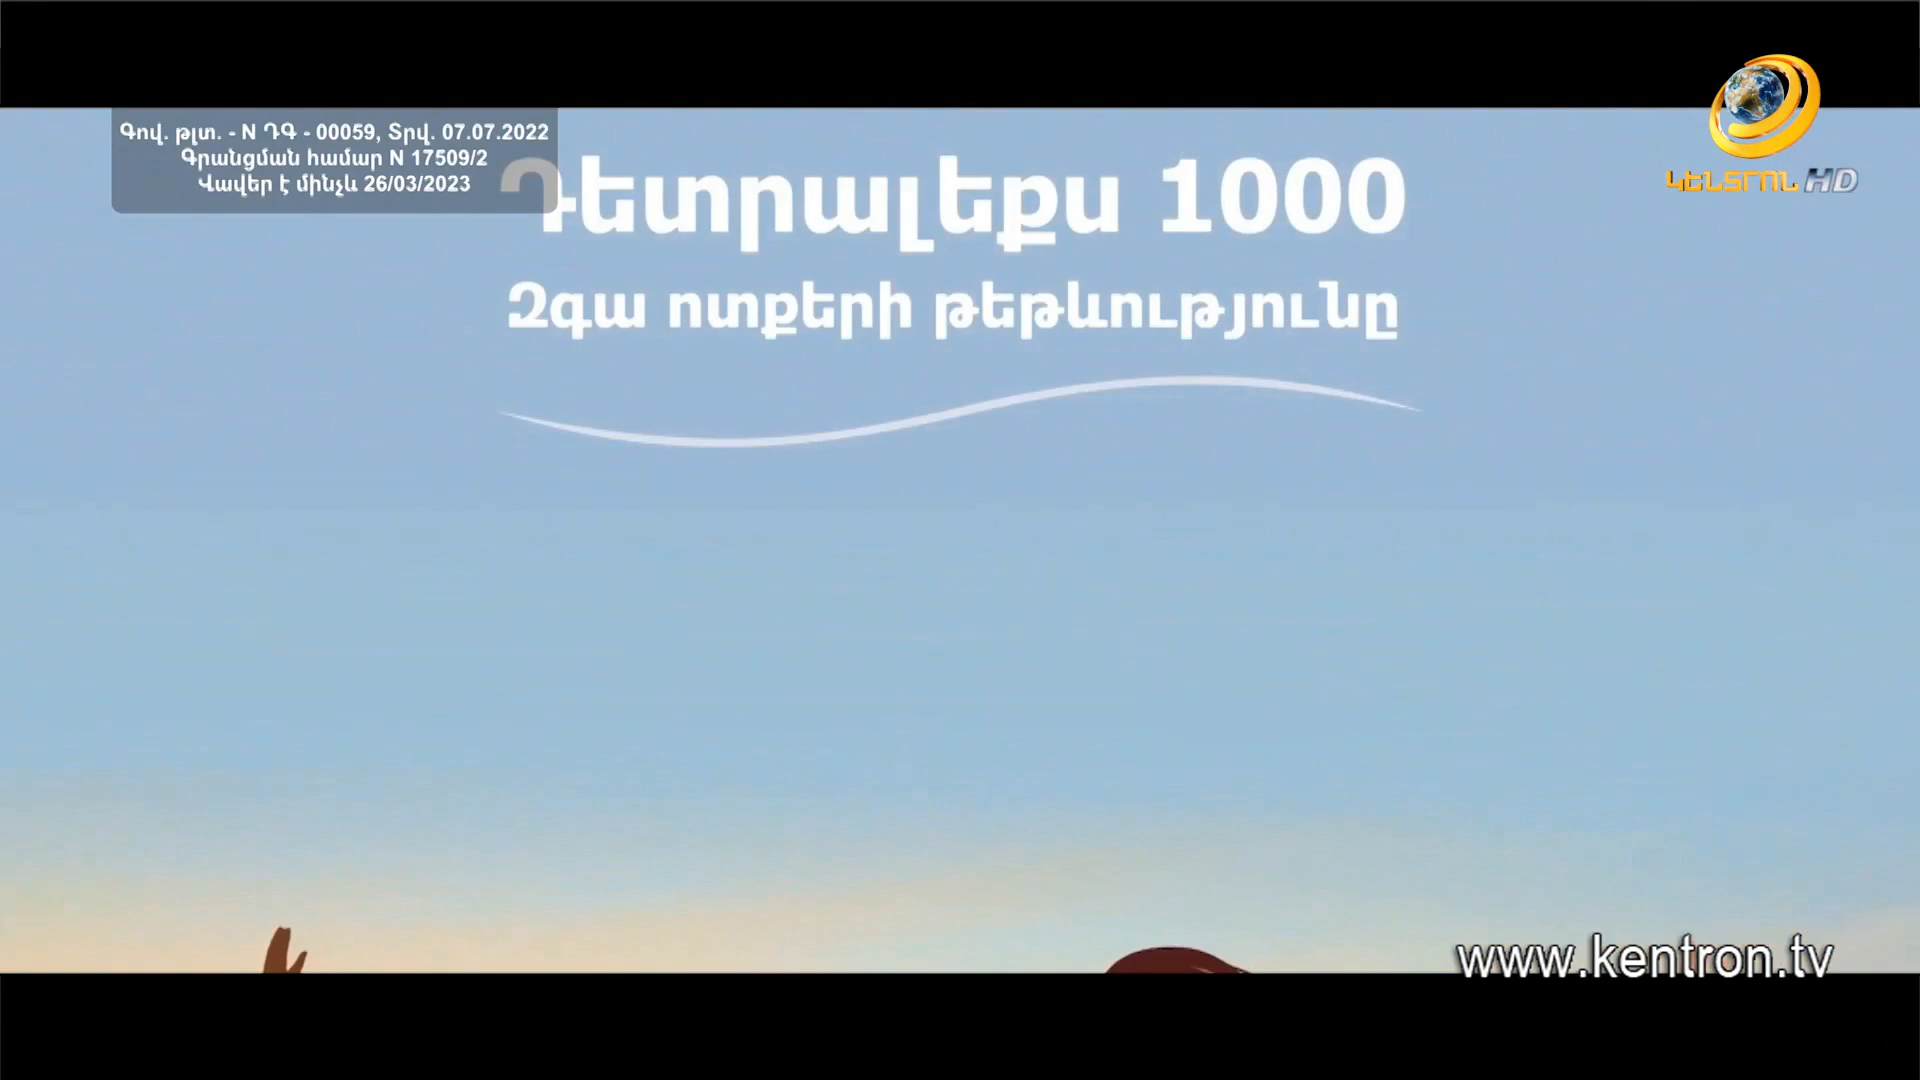 Գով. թլտ. - N ԴԳ - 00059, Տրվ. 07.07.2022
Գրանցման համար N 17509/2
Վավեր է մինչև 26/03/2023
Դետրալեքս 1000
Զգա ոտքերի թեթևությունը
ԿԵՆՏՐՈՆ HD
www.kentron.tv